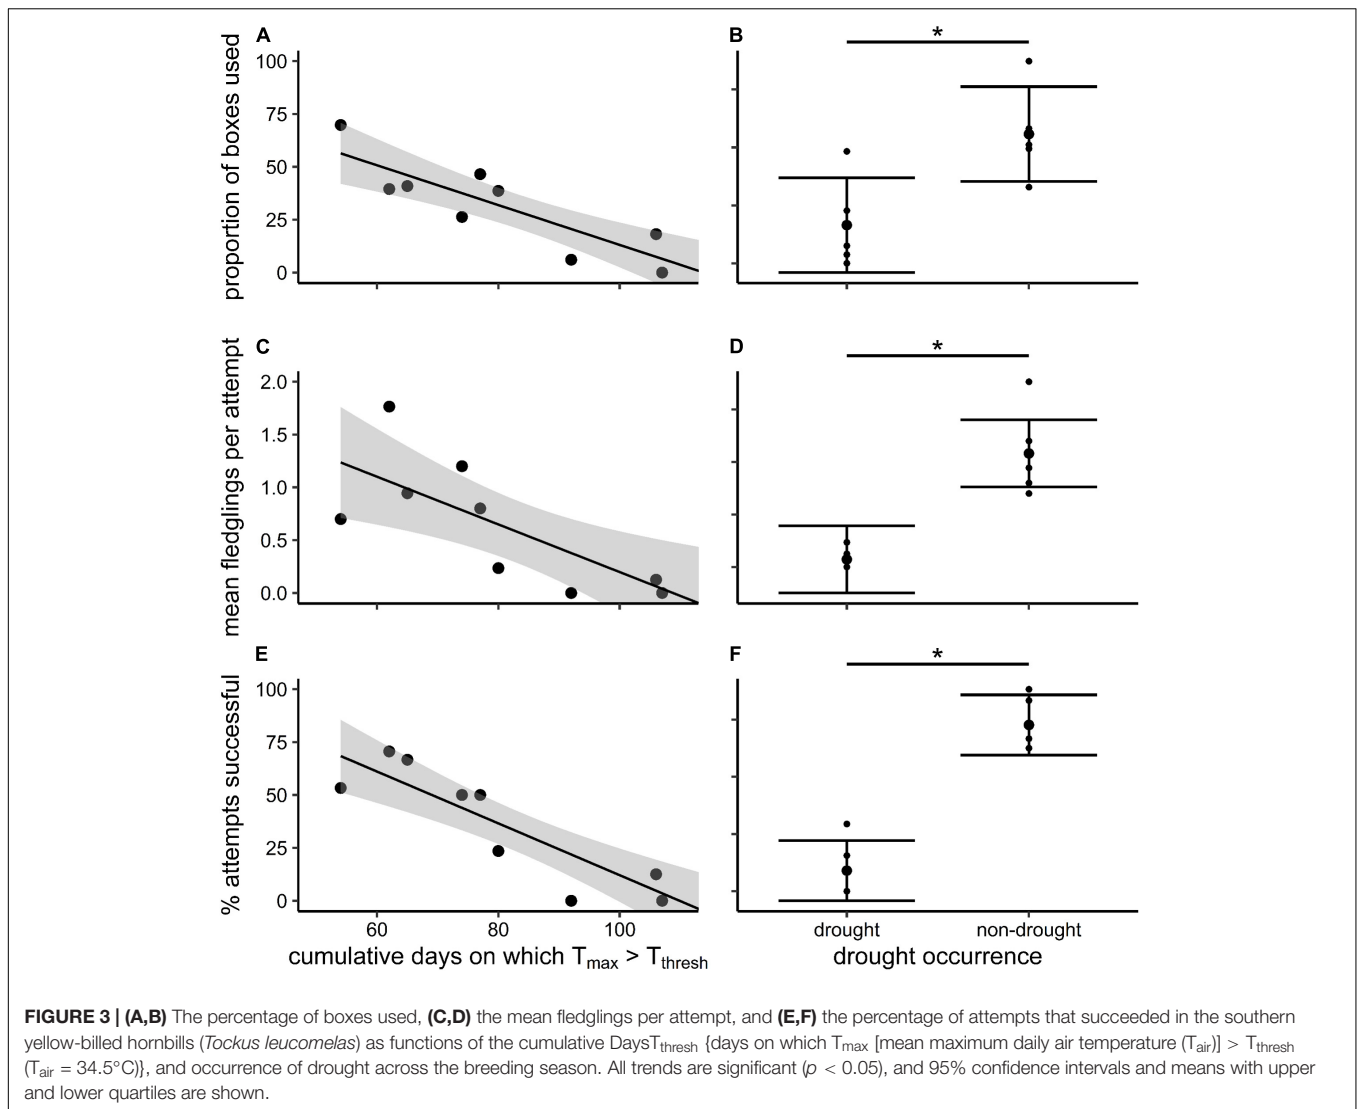 A
B
*
proportion of boxes used
100
75
50
25
0
C
D
*
mean fledglings per attempt
2.0
1.5
1.0
0.5
0.0
E
F
*
% attempts successful
100
75
50
25
0
60 80 100
drought non-drought
cumulative days on which Tmax > Tthresh
drought occurrence
FIGURE 3 | (A,B) The percentage of boxes used, (C,D) the mean fledglings per attempt, and (E,F) the percentage of attempts that succeeded in the southern
yellow-billed hornbills (Tockus leucomelas) as functions of the cumulative DaysTthresh {days on which Tmax [mean maximum daily air temperature (Tair)] > Tthresh
(Tair = 34.5°C)}, and occurrence of drought across the breeding season. All trends are significant (p < 0.05), and 95% confidence intervals and means with upper
and lower quartiles are shown.